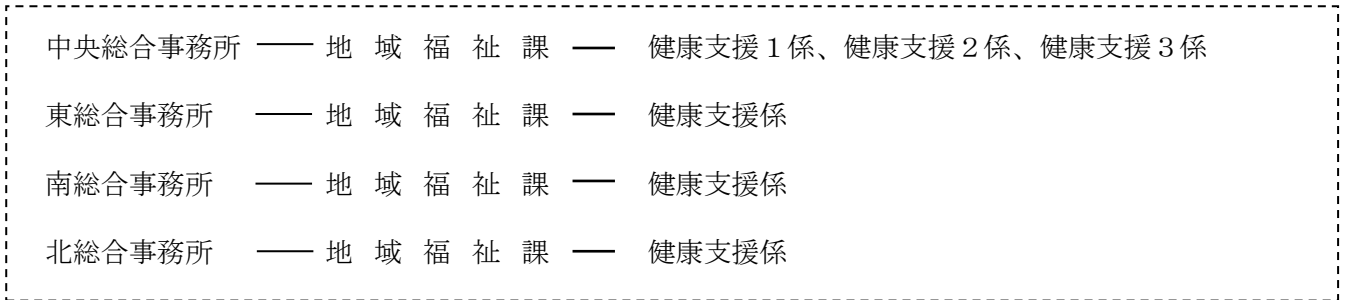 中央総合事務所 ── 地域福祉課 ── 健康支援１係、健康支援２係、健康支援３係
東総合事務所 ── 地域福祉課 ── 健康支援係
南総合事務所 ── 地域福祉課 ── 健康支援係
北総合事務所 ── 地域福祉課 ── 健康支援係